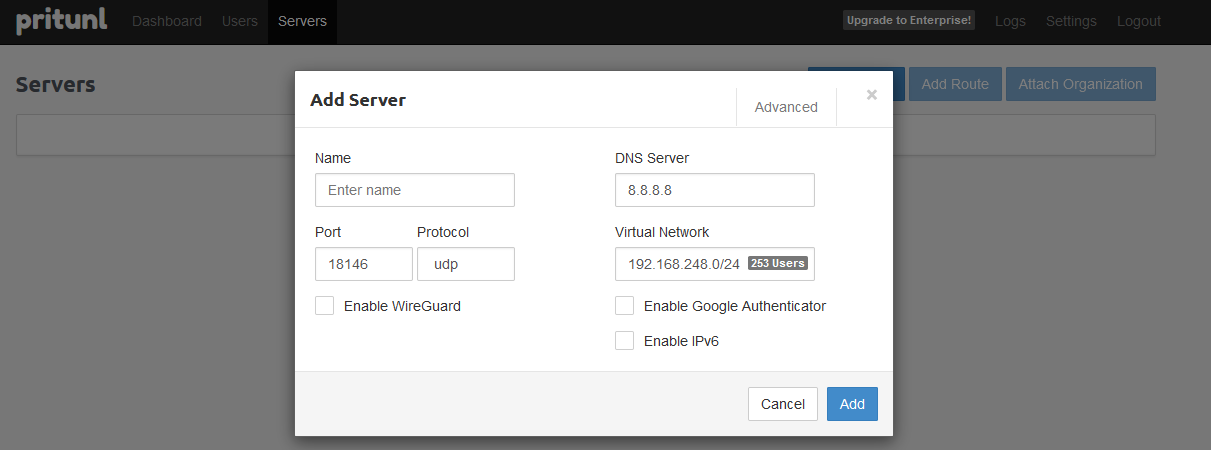 pritunl Dashboard Users Servers Upgrade to Enterprise! Logs Settings Logout
Servers Add Route Attach Organization
Add Server Advanced ×
Name DNS Server
Enter name 8.8.8.8
Port Protocol Virtual Network
18146 udp 192.168.248.0/24 253 Users
Enable WireGuard Enable Google Authenticator
Enable IPv6
Cancel Add